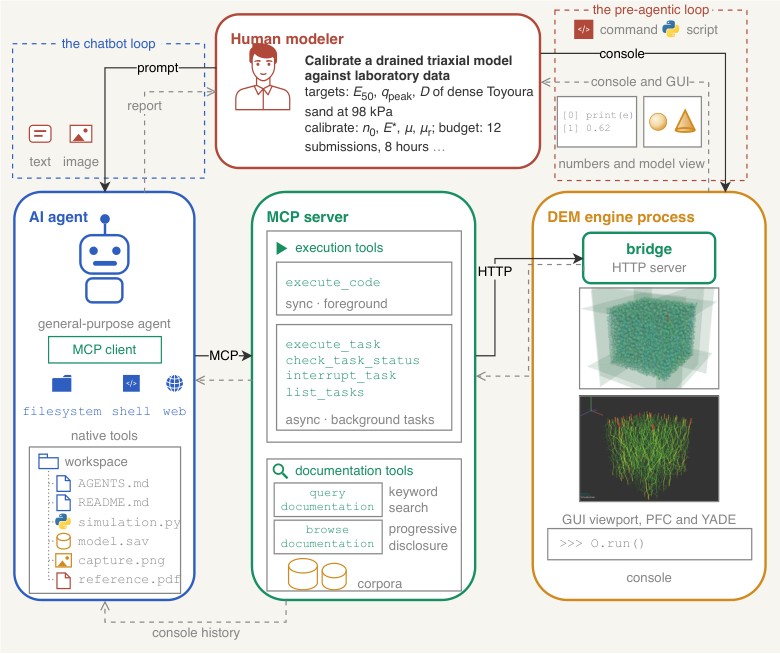 the pre-agentic loop
command script
the chatbot loop
Human modeler
prompt
console
Calibrate a drained triaxial model
against laboratory data
targets: E50, qpeak, D of dense Toyoura
sand at 98 kPa
calibrate: n0, E*, μ, μr; budget: 12
submissions, 8 hours …
report
console and GUI
[0] print(e)
[1] 0.62
text image
numbers and model view
AI agent
general-purpose agent
MCP client
</>
filesystem shell web
native tools
workspace
AGENTS.md
README.md
simulation.py
model.sav
capture.png
reference.pdf
MCP
MCP server
execution tools
execute_code
sync · foreground
execute_task
check_task_status
interrupt_task
list_tasks
async · background tasks
documentation tools
query
documentation
keyword
search
browse
documentation
progressive
disclosure
corpora
HTTP
DEM engine process
bridge
HTTP server
GUI viewport, PFC and YADE
>>> O.run()
console
console history